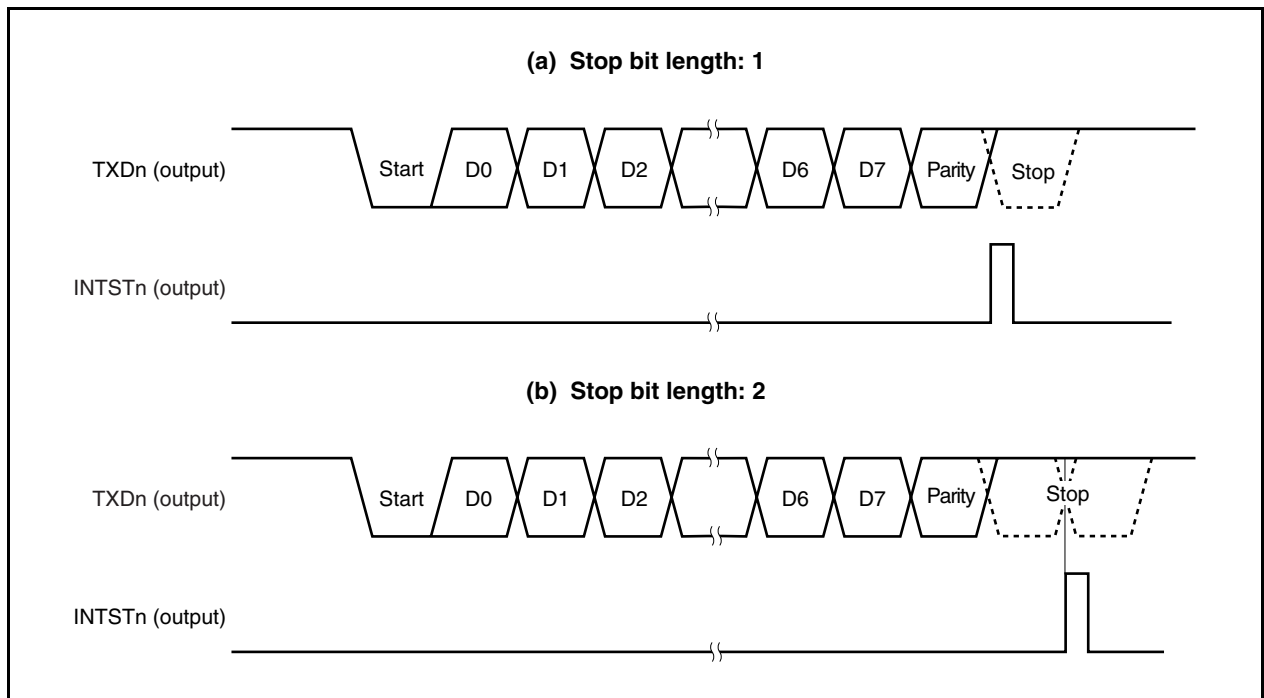 (a) Stop bit length: 1
TXDn (output)
Start D0 D1 D2 D6 D7 Parity Stop
INTSTn (output)
(b) Stop bit length: 2
TXDn (output)
Start D0 D1 D2 D6 D7 Parity Stop
INTSTn (output)